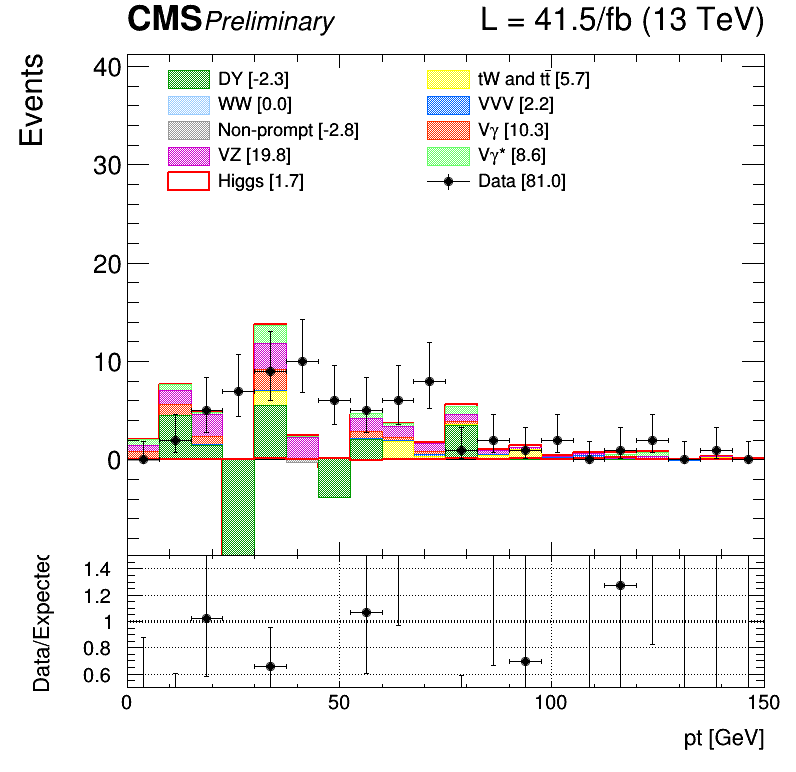 CMS Preliminary L = 41.5/fb (13 TeV)
Events
40
30
20
10
0
DY [-2.3]
WW [0.0]
Non-prompt [-2.8]
VZ [19.8]
Higgs [1.7]
tW and tt̄ [5.7]
VVV [2.2]
Vγ [10.3]
Vγ* [8.6]
Data [81.0]
Data/Expected
1.4
1.2
1
0.8
0.6
0 50 100 150
pt [GeV]